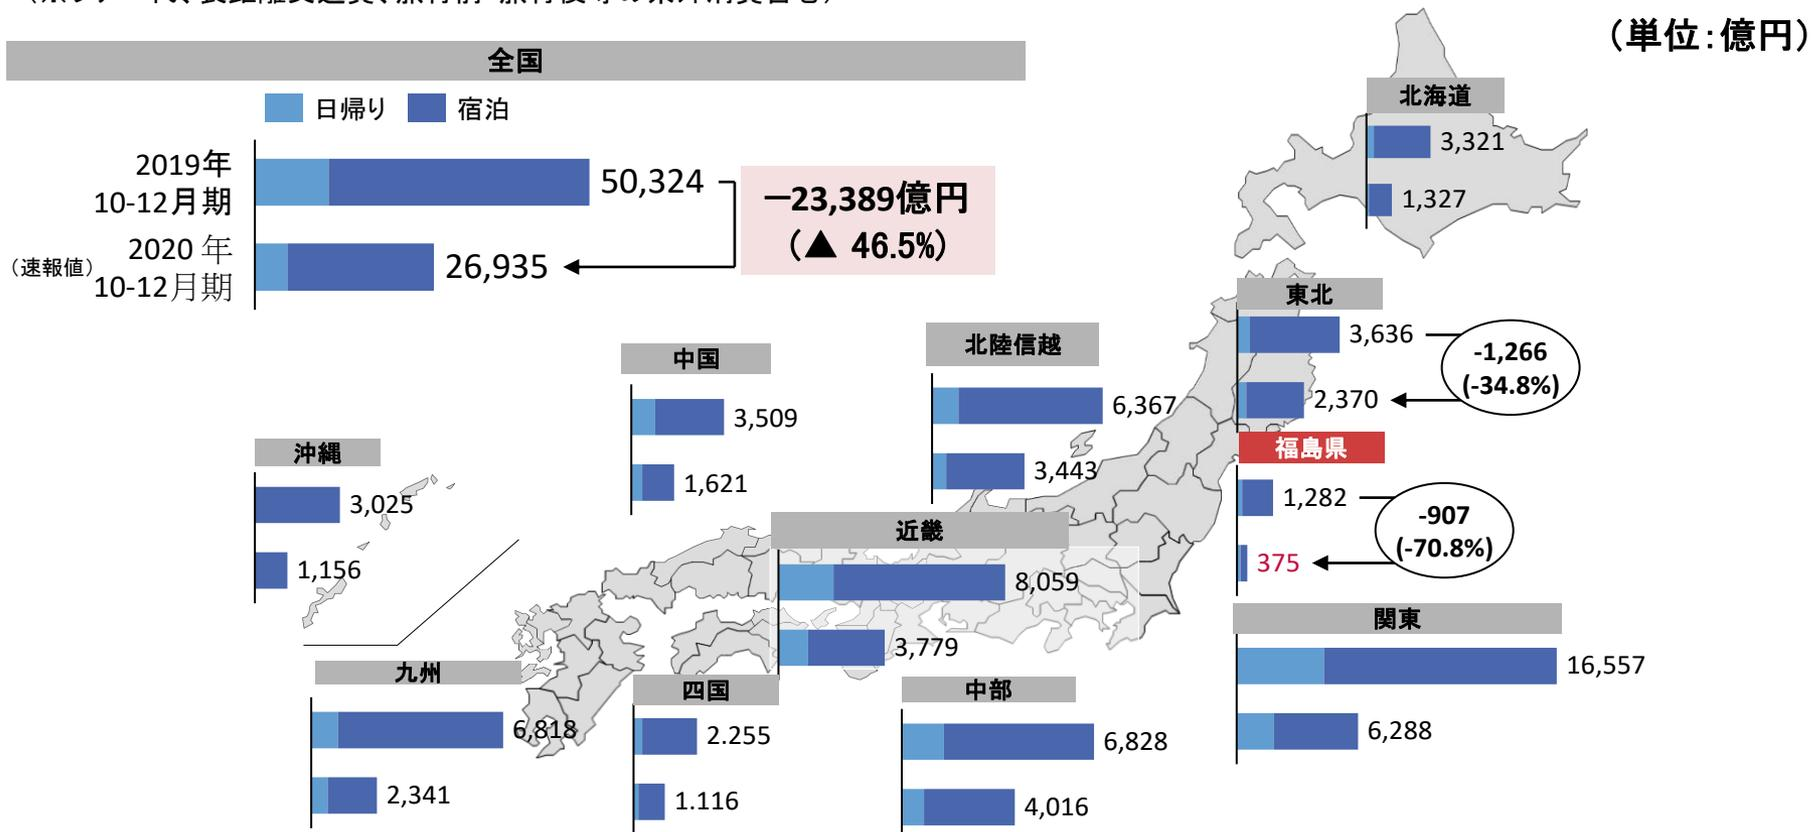 (単位：億円)
全国
日帰り 宿泊
2019年
10-12月期
50,324
(速報値)
2020 年
10-12月期
26,935
－23,389億円
(▲ 46.5%)
北海道
3,321
1,327
東北
3,636
2,370
-1,266
(-34.8%)
福島県
1,282
375
-907
(-70.8%)
関東
16,557
6,288
北陸信越
6,367
3,443
中国
3,509
1,621
沖縄
3,025
1,156
近畿
8,059
3,779
九州
6,818
2,341
四国
2.255
1.116
中部
6,828
4,016